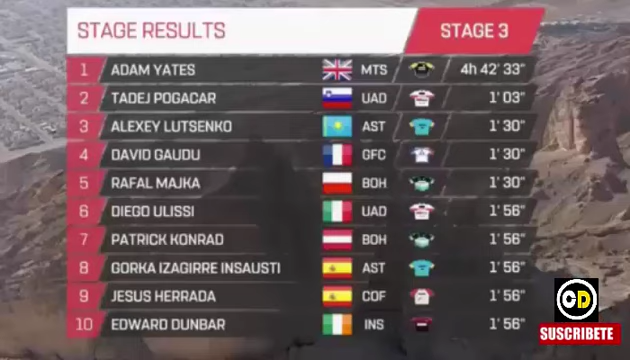 STAGE RESULTS STAGE 3
1 ADAM YATES MTS 4h 42' 33"
2 TADEJ POGACAR UAD 1' 03"
3 ALEXEY LUTSENKO AST 1' 30"
4 DAVID GAUDU GFC 1' 30"
5 RAFAL MAJKA BOH 1' 30"
6 DIEGO ULISSI UAD 1' 56"
7 PATRICK KONRAD BOH 1' 56"
8 GORKA IZAGIRRE INSAUSTI AST 1' 56"
9 JESUS HERRADA COF 1' 56"
10 EDWARD DUNBAR INS 1' 56"
CD
SUSCRIBETE